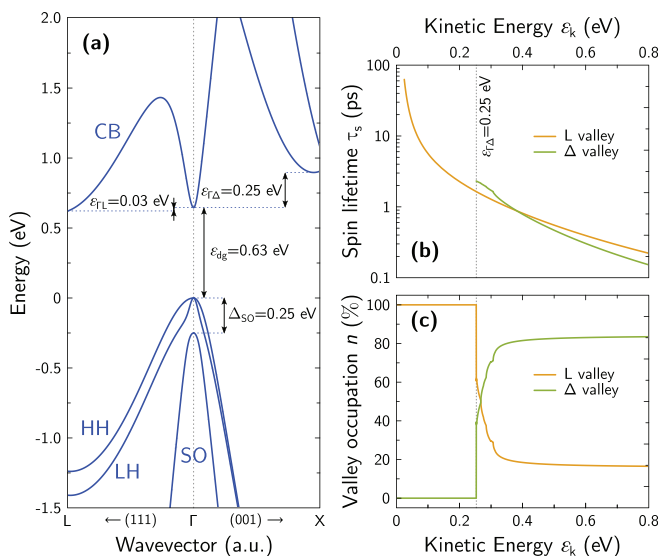 (a)
2.0
1.5
1.0
0.5
0
-0.5
-1.0
-1.5
Energy (eV)
CB
ε_ΓL=0.03 eV
ε_ΓΔ=0.25 eV
ε_dg=0.63 eV
Δ_SO=0.25 eV
HH
LH
SO
L
← (111)
Γ
(001) →
X
Wavevector (a.u.)
Kinetic Energy ε_k (eV)
0
0.2
0.4
0.6
0.8
100
10
1
0.1
Spin lifetime τ_s (ps)
ε_ΓΔ=0.25 eV
L valley
Δ valley
(b)
(c)
100
80
60
40
20
0
Valley occupation n (%)
L valley
Δ valley
0
0.2
0.4
0.6
0.8
Kinetic Energy ε_k (eV)